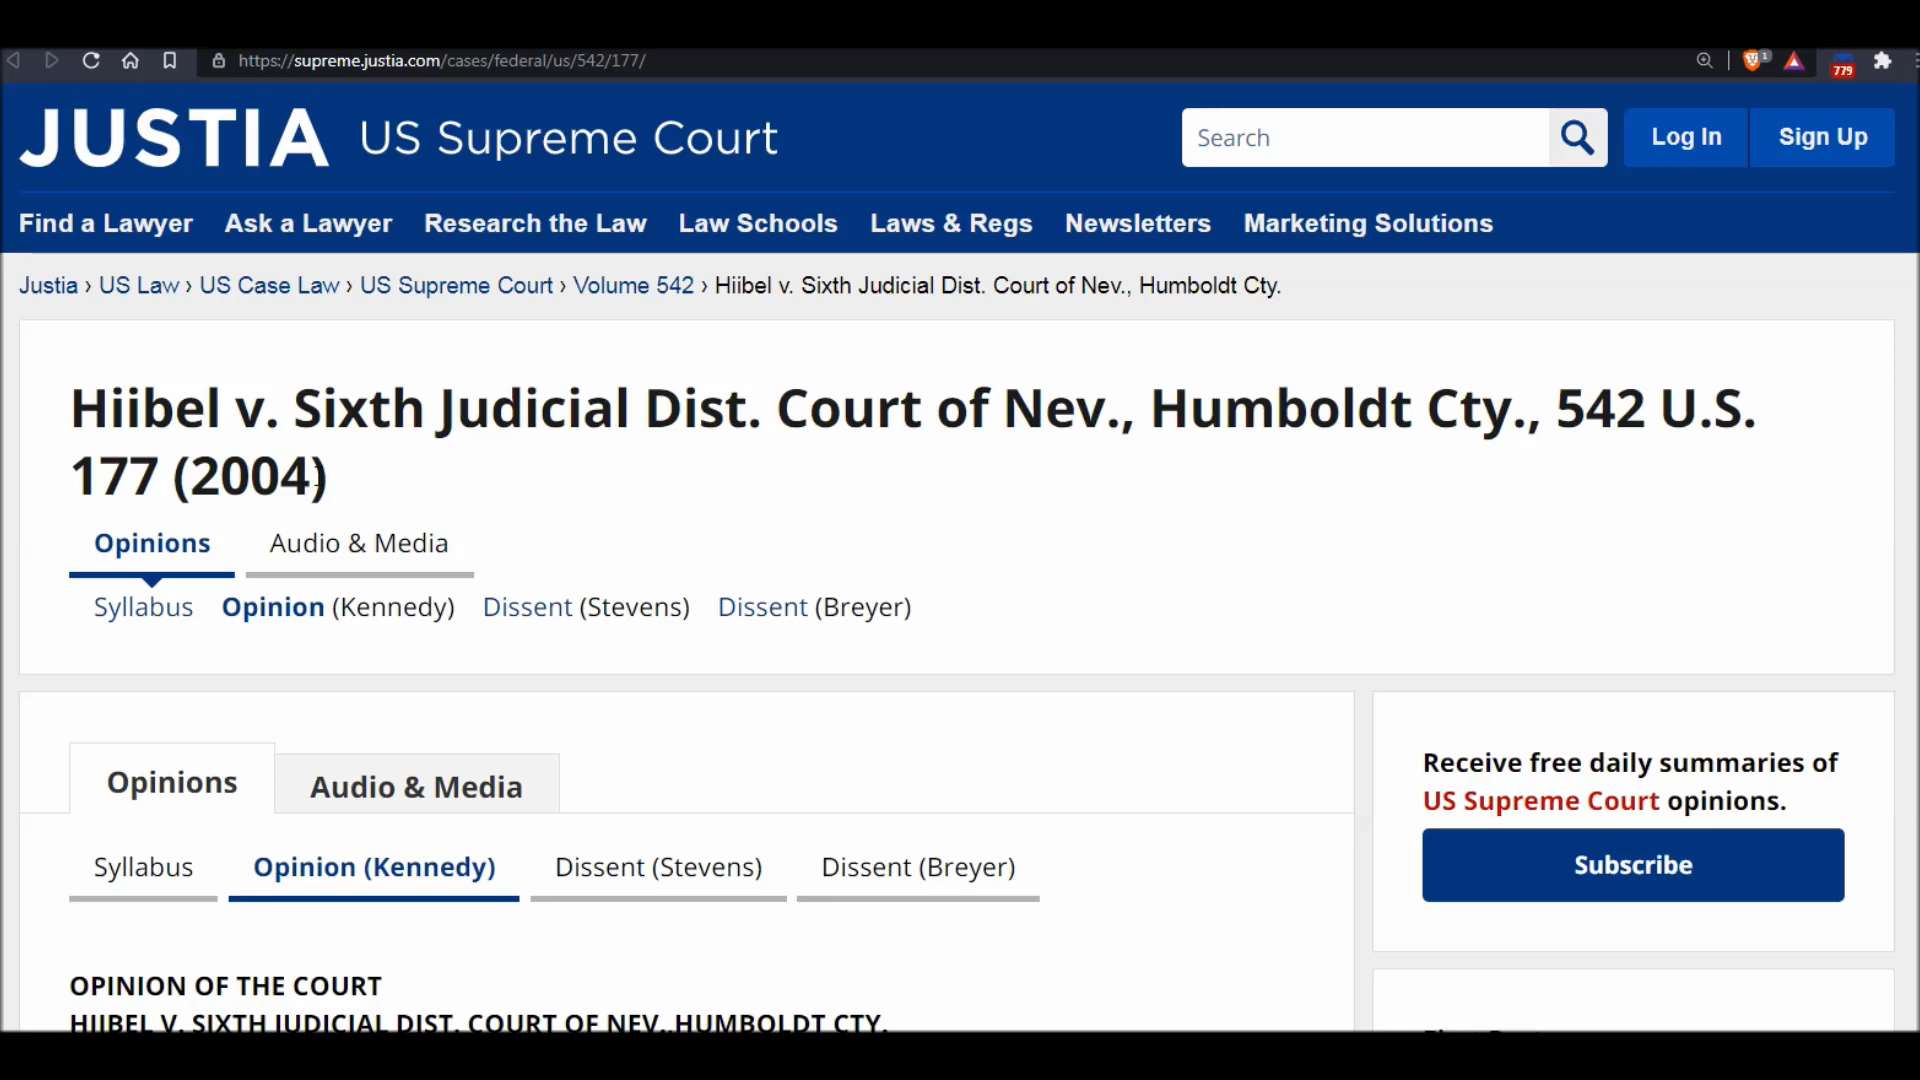 https://supreme.justia.com/cases/federal/us/542/177/
1
779
JUSTIA US Supreme Court
Search
Log In
Sign Up
Find a Lawyer Ask a Lawyer Research the Law Law Schools Laws & Regs Newsletters Marketing Solutions
Justia › US Law › US Case Law › US Supreme Court › Volume 542 › Hiibel v. Sixth Judicial Dist. Court of Nev., Humboldt Cty.
Hiibel v. Sixth Judicial Dist. Court of Nev., Humboldt Cty., 542 U.S.
177 (2004)
Opinions Audio & Media
Syllabus Opinion (Kennedy) Dissent (Stevens) Dissent (Breyer)
Opinions Audio & Media
Syllabus Opinion (Kennedy) Dissent (Stevens) Dissent (Breyer)
OPINION OF THE COURT
HIIBEL V. SIXTH JUDICIAL DIST. COURT OF NEV.,HUMBOLDT CTY.
Receive free daily summaries of
US Supreme Court opinions.
Subscribe